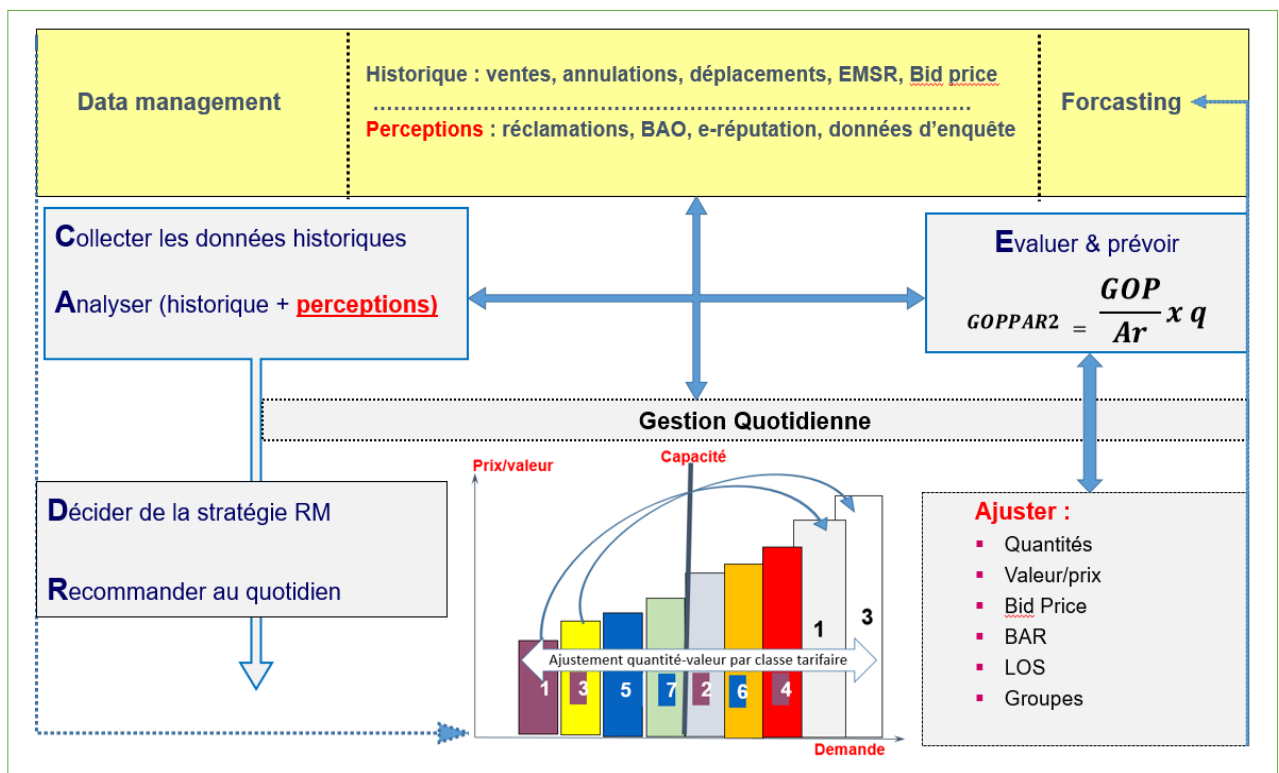 Data management
Historique : ventes, annulations, déplacements, EMSR, Bid price
Perceptions : réclamations, BAO, e-réputation, données d'enquête
Forcasting
Collecter les données historiques
Analyser (historique + perceptions)
Evaluer & prévoir
GOPPAR2 = GOP/Ar x q
Gestion Quotidienne
Décider de la stratégie RM
Recommander au quotidien
Prix/valeur
Capacité
1
3
Ajustement quantité-valeur par classe tarifaire
1 3 5 7 2 6 4
Demande
Ajuster :
Quantités
Valeur/prix
Bid Price
BAR
LOS
Groupes